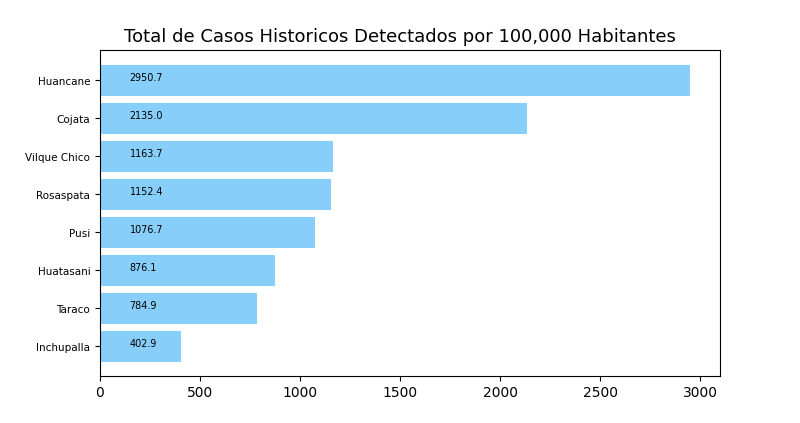 Total de Casos Historicos Detectados por 100,000 Habitantes
Huancane 2950.7
Cojata 2135.0
Vilque Chico 1163.7
Rosaspata 1152.4
Pusi 1076.7
Huatasani 876.1
Taraco 784.9
Inchupalla 402.9
0 500 1000 1500 2000 2500 3000